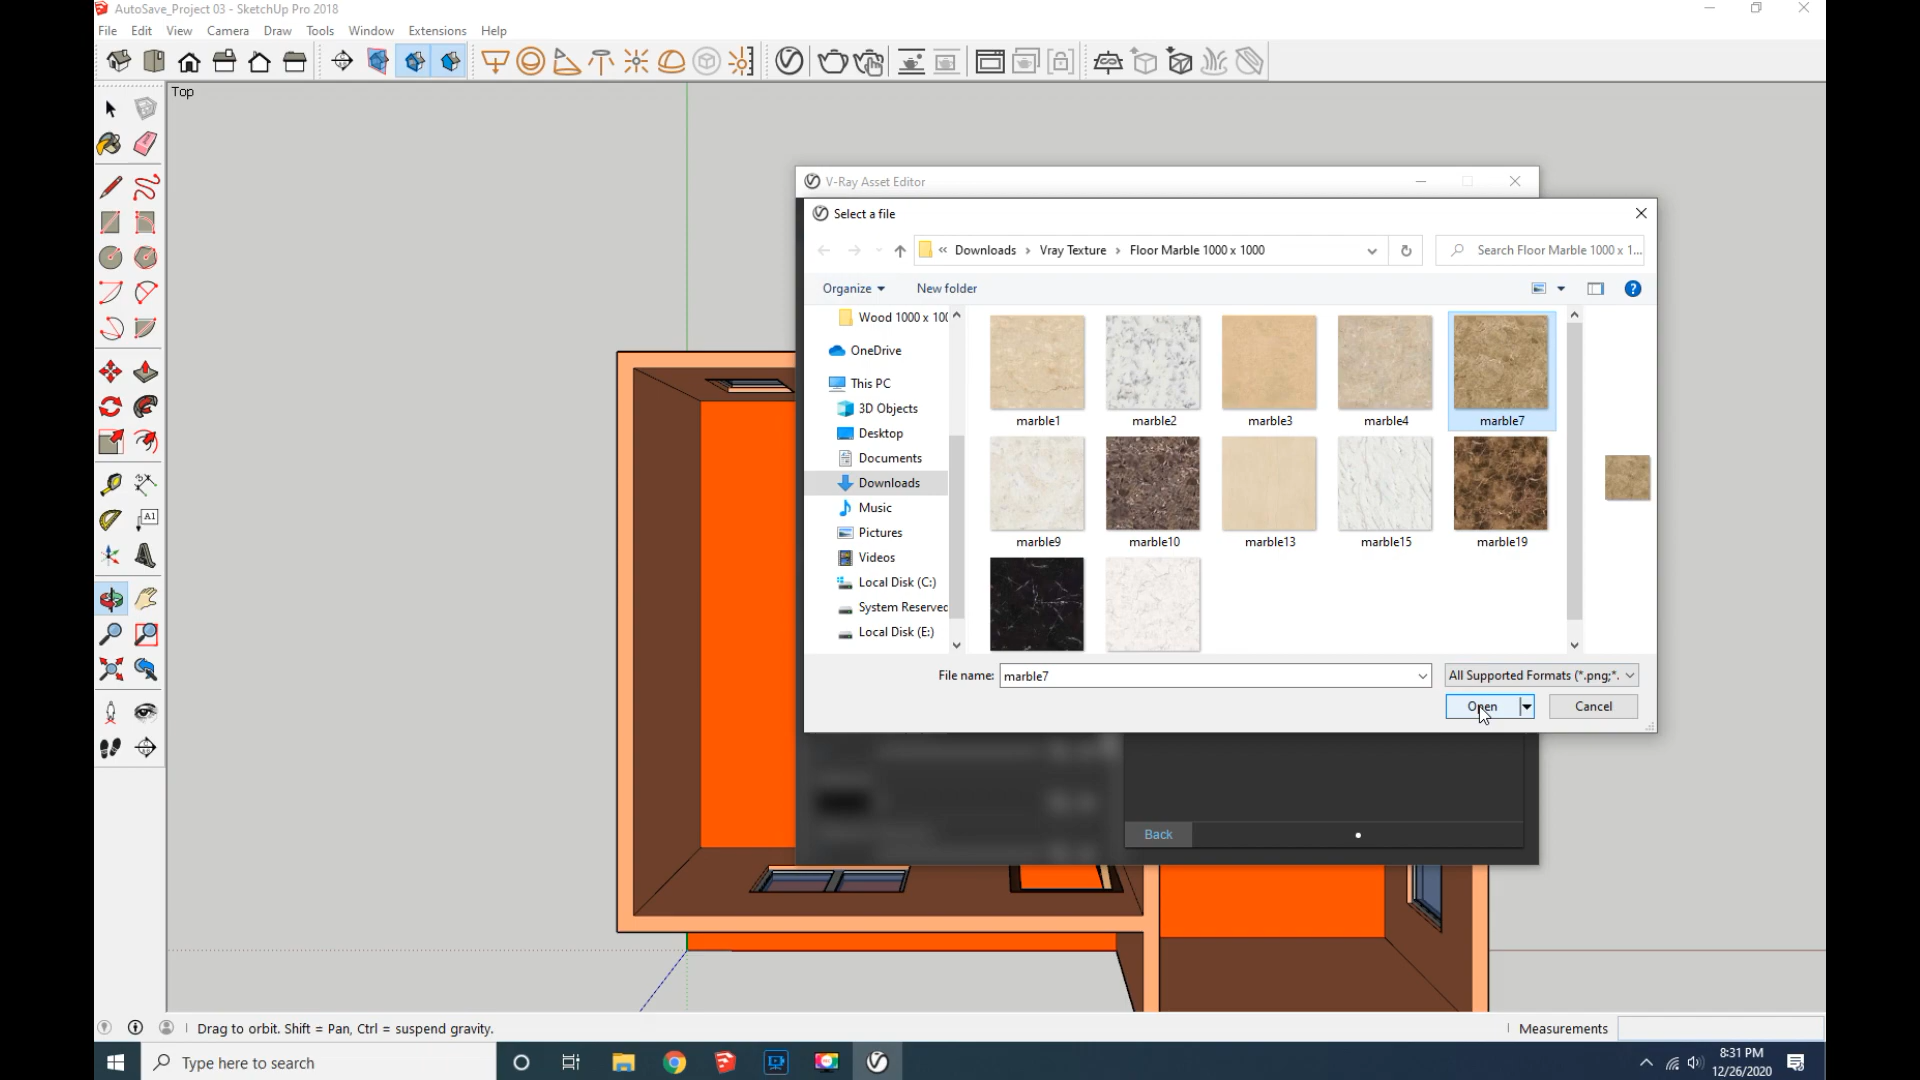 AutoSave_Project 03 - SketchUp Pro 2018
File Edit View Camera Draw Tools Window Extensions Help
Top
A1
V-Ray Asset Editor
Select a file
« Downloads › Vray Texture › Floor Marble 1000 x 1000
Search Floor Marble 1000 x 1...
Organize New folder
Wood 1000 x 100
OneDrive
This PC
3D Objects
Desktop
Documents
Downloads
Music
Pictures
Videos
Local Disk (C:)
System Reserved
Local Disk (E:)
marble1 marble2 marble3 marble4 marble7
marble9 marble10 marble13 marble15 marble19
File name: marble7 All Supported Formats (*.png;*.
Open Cancel
Back
Drag to orbit. Shift = Pan, Ctrl = suspend gravity.
Measurements
Type here to search
8:31 PM
12/26/2020